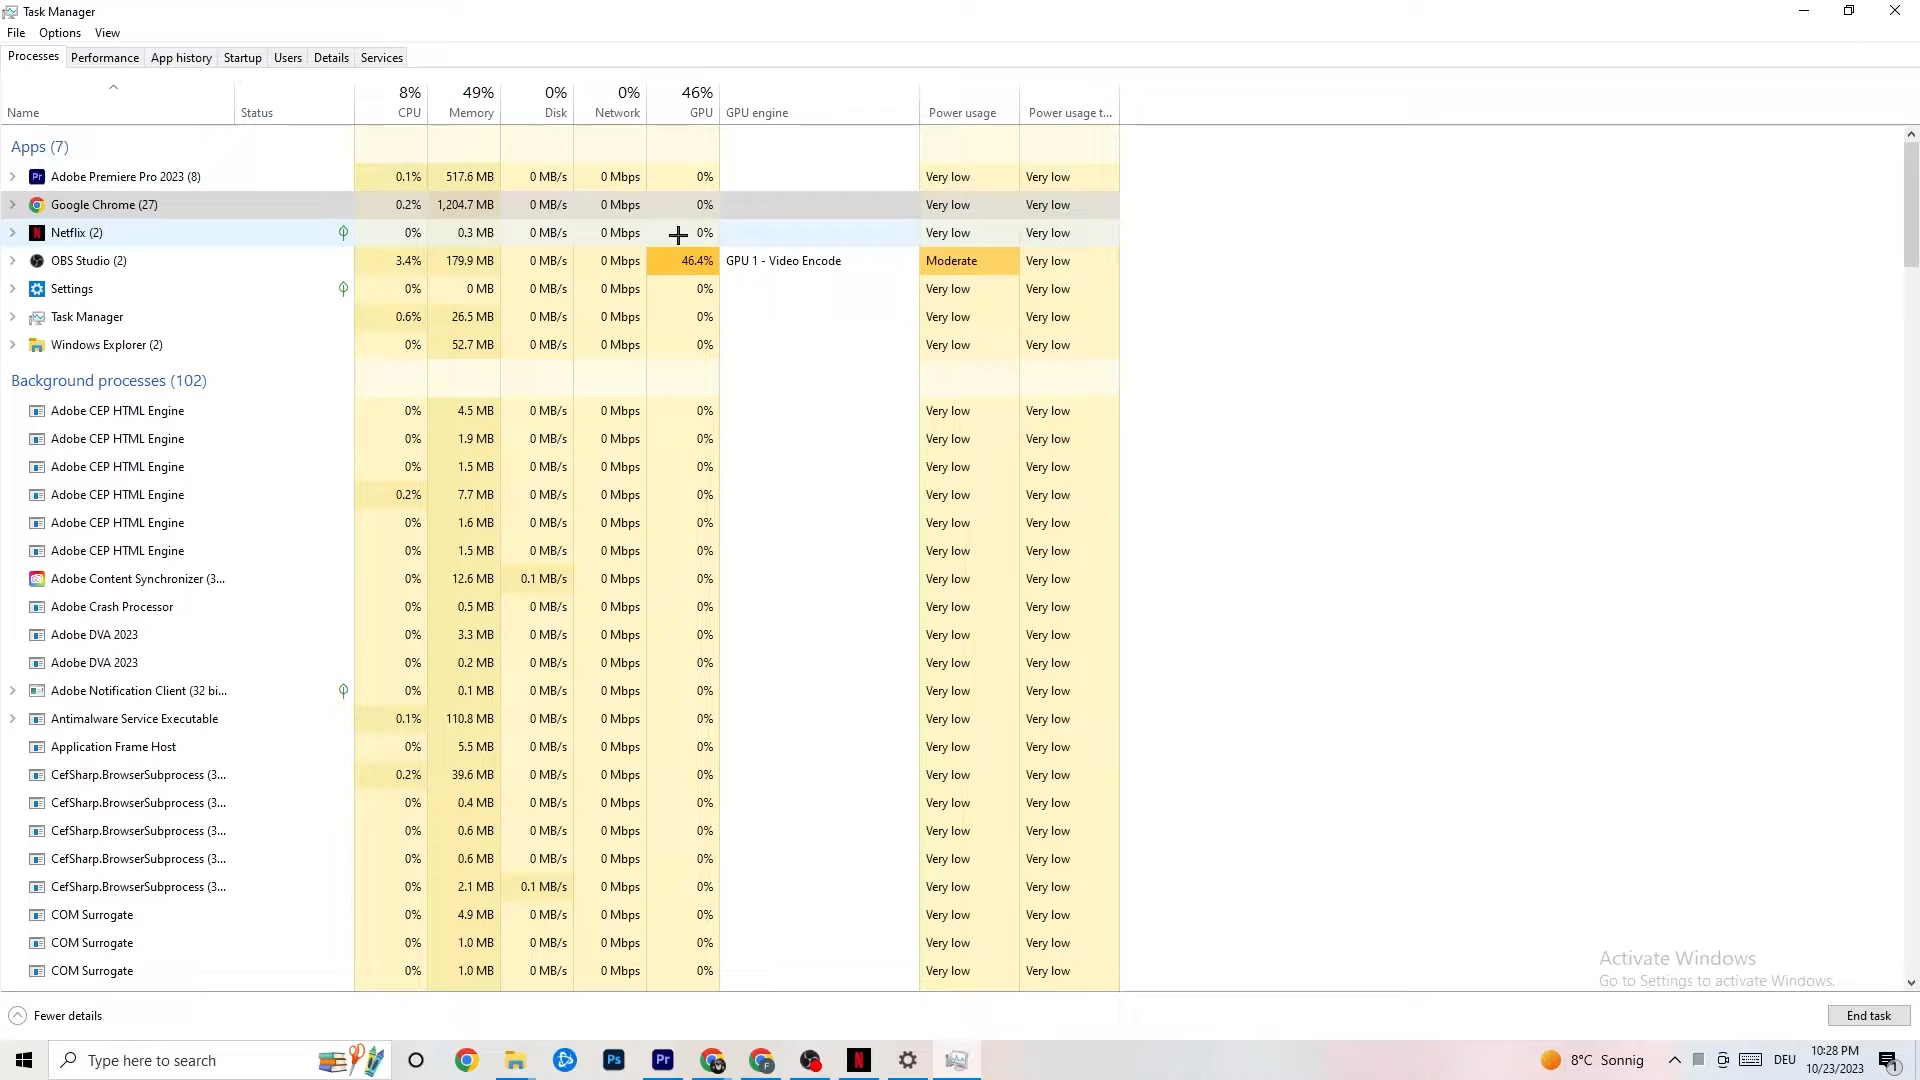 Task Manager
File Options View
Processes Performance App history Startup Users Details Services
8% 49% 0% 0% 46%
Name Status CPU Memory Disk Network GPU GPU engine Power usage Power usage t...
Apps (7)
Adobe Premiere Pro 2023 (8) 0.1% 517.6 MB 0 MB/s 0 Mbps 0% Very low Very low
Google Chrome (27) 0.2% 1,204.7 MB 0 MB/s 0 Mbps 0% Very low Very low
Netflix (2) 0% 0.3 MB 0 MB/s 0 Mbps 0% Very low Very low
OBS Studio (2) 3.4% 179.9 MB 0 MB/s 0 Mbps 46.4% GPU 1 - Video Encode Moderate Very low
Settings 0% 0 MB 0 MB/s 0 Mbps 0% Very low Very low
Task Manager 0.6% 26.5 MB 0 MB/s 0 Mbps 0% Very low Very low
Windows Explorer (2) 0% 52.7 MB 0 MB/s 0 Mbps 0% Very low Very low
Background processes (102)
Adobe CEP HTML Engine 0% 4.5 MB 0 MB/s 0 Mbps 0% Very low Very low
Adobe CEP HTML Engine 0% 1.9 MB 0 MB/s 0 Mbps 0% Very low Very low
Adobe CEP HTML Engine 0% 1.5 MB 0 MB/s 0 Mbps 0% Very low Very low
Adobe CEP HTML Engine 0.2% 7.7 MB 0 MB/s 0 Mbps 0% Very low Very low
Adobe CEP HTML Engine 0% 1.6 MB 0 MB/s 0 Mbps 0% Very low Very low
Adobe CEP HTML Engine 0% 1.5 MB 0 MB/s 0 Mbps 0% Very low Very low
Adobe Content Synchronizer (3... 0% 12.6 MB 0.1 MB/s 0 Mbps 0% Very low Very low
Adobe Crash Processor 0% 0.5 MB 0 MB/s 0 Mbps 0% Very low Very low
Adobe DVA 2023 0% 3.3 MB 0 MB/s 0 Mbps 0% Very low Very low
Adobe DVA 2023 0% 0.2 MB 0 MB/s 0 Mbps 0% Very low Very low
Adobe Notification Client (32 bi... 0% 0.1 MB 0 MB/s 0 Mbps 0% Very low Very low
Antimalware Service Executable 0.1% 110.8 MB 0 MB/s 0 Mbps 0% Very low Very low
Application Frame Host 0% 5.5 MB 0 MB/s 0 Mbps 0% Very low Very low
CefSharp.BrowserSubprocess (3... 0.2% 39.6 MB 0 MB/s 0 Mbps 0% Very low Very low
CefSharp.BrowserSubprocess (3... 0% 0.4 MB 0 MB/s 0 Mbps 0% Very low Very low
CefSharp.BrowserSubprocess (3... 0% 0.6 MB 0 MB/s 0 Mbps 0% Very low Very low
CefSharp.BrowserSubprocess (3... 0% 0.6 MB 0 MB/s 0 Mbps 0% Very low Very low
CefSharp.BrowserSubprocess (3... 0% 2.1 MB 0.1 MB/s 0 Mbps 0% Very low Very low
COM Surrogate 0% 4.9 MB 0 MB/s 0 Mbps 0% Very low Very low
COM Surrogate 0% 1.0 MB 0 MB/s 0 Mbps 0% Very low Very low
COM Surrogate 0% 1.0 MB 0 MB/s 0 Mbps 0% Very low Very low
Activate Windows
Go to Settings to activate Windows.
Fewer details End task
Type here to search Ps Pr F N 8°C Sonnig DEU 10:28 PM 1
10/23/2023